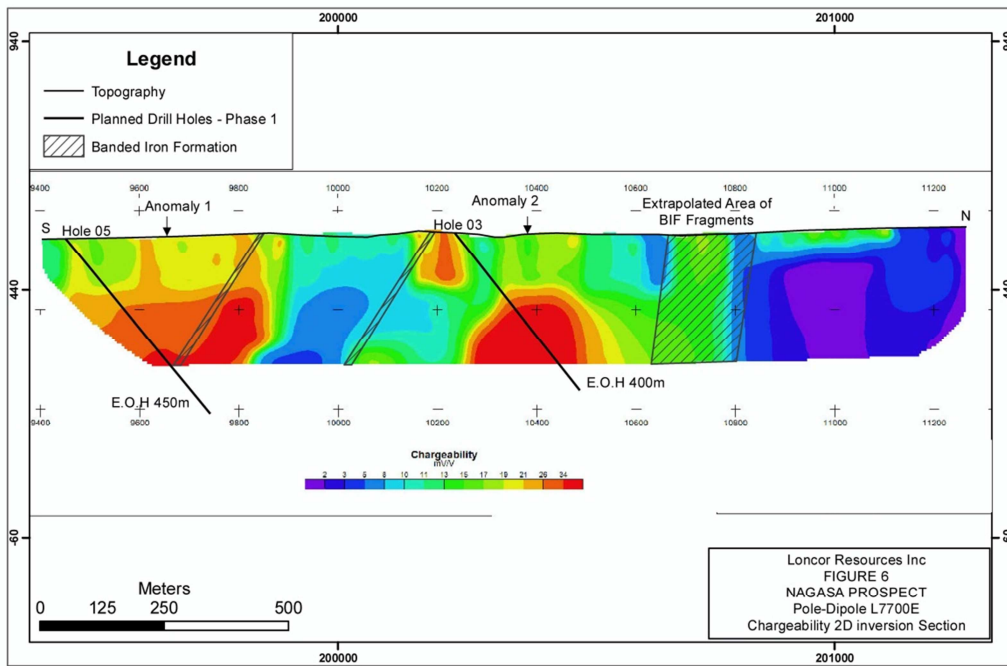 200000 201000
940 940
Legend
Topography
Planned Drill Holes - Phase 1
Banded Iron Formation
9400 9600 9800 10000 10200 10400 10600 10800 11000 11200
Anomaly 1 Anomaly 2 Extrapolated Area of
BIF Fragments
S Hole 05 Hole 03 N
440 440
E.O.H 450m E.O.H 400m
9400 9600 9800 10000 10200 10400 10600 10800 11000 11200
Chargeability
mV/V
2 3 5 8 10 11 13 15 17 19 21 26 34
-60 -60
Meters
0 125 250 500
Loncor Resources Inc
FIGURE 6
NAGASA PROSPECT
Pole-Dipole L7700E
Chargeability 2D inversion Section
200000 201000